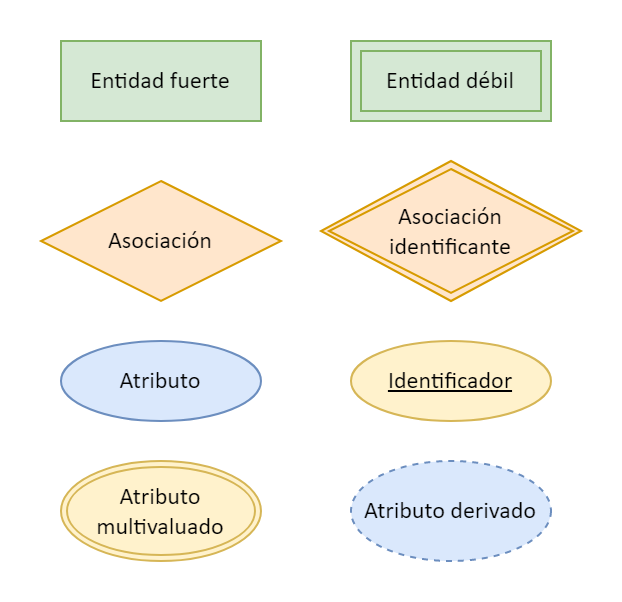 Entidad fuerte
Entidad débil
Asociación
Asociación
identificante
Atributo
Identificador
Atributo
multivaluado
Atributo derivado